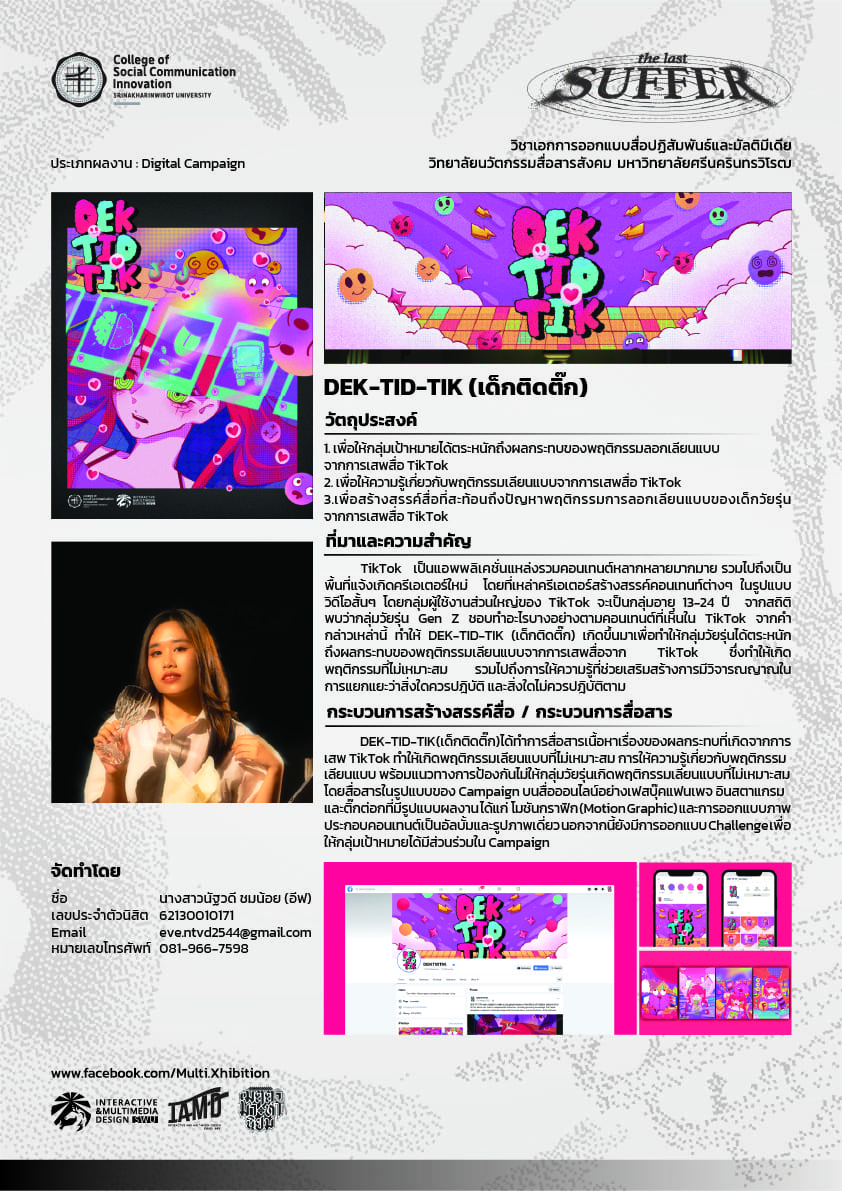 College of
Social Communication
Innovation
SRINAKHARINWIROT UNIVERSITY
the last
SUFFER
วิชาเอกการออกแบบสื่อปฏิสัมพันธ์และมัลติมีเดีย
ประเภทผลงาน : Digital Campaign
วิทยาลัยนวัตกรรมสื่อสารสังคม มหาวิทยาลัยศรีนครินทรวิโรฒ
DEK
TID
TIK
INTERACTIVE
&MULTIMEDIA
DESIGN SWU
DEK
TID
TIK
DEK-TID-TIK (เด็กติดติ๊ก)
วัตถุประสงค์
1. เพื่อให้กลุ่มเป้าหมายได้ตระหนักถึงผลกระทบของพฤติกรรมลอกเลียนแบบ
จากการเสพสื่อ TikTok
2. เพื่อให้ความรู้เกี่ยวกับพฤติกรรมเลียนแบบจากการเสพสื่อ TikTok
3.เพื่อสร้างสรรค์สื่อที่สะท้อนถึงปัญหาพฤติกรรมการลอกเลียนแบบของเด็กวัยรุ่น
จากการเสพสื่อ TikTok
ที่มาและความสำคัญ
TikTok เป็นแอพพลิเคชั่นแหล่งรวมคอนเทนต์หลากหลายมากมาย รวมไปถึงเป็น
พื้นที่แจ้งเกิดครีเอเตอร์ใหม่ โดยที่เหล่าครีเอเตอร์สร้างสรรค์คอนเทนท์ต่างๆ ในรูปแบบ
วิดีโอสั้นๆ โดยกลุ่มผู้ใช้งานส่วนใหญ่ของ TikTok จะเป็นกลุ่มอายุ 13-24 ปี จากสถิติ
พบว่ากลุ่มวัยรุ่น Gen Z ชอบทำอะไรบางอย่างตามคอนเทนต์ที่เห็นใน TikTok จากคำ
กล่าวเหล่านี้ ทำให้ DEK-TID-TIK (เด็กติดติ๊ก) เกิดขึ้นมาเพื่อทำให้กลุ่มวัยรุ่นได้ตระหนัก
ถึงผลกระทบของพฤติกรรมเลียนแบบจากการเสพสื่อจาก TikTok ซึ่งทำให้เกิด
พฤติกรรมที่ไม่เหมาะสม รวมไปถึงการให้ความรู้ที่ช่วยเสริมสร้างการมีวิจารณญาณใน
การแยกแยะว่าสิ่งใดควรปฏิบัติ และสิ่งใดไม่ควรปฏิบัติตาม
กระบวนการสร้างสรรค์สื่อ / กระบวนการสื่อสาร
DEK-TID-TIK(เด็กติดติ๊ก)ได้ทำการสื่อสารเนื้อหาเรื่องของผลกระทบที่เกิดจากการ
เสพ TikTok ทำให้เกิดพฤติกรรมเลียนแบบที่ไม่เหมาะสม การให้ความรู้เกี่ยวกับพฤติกรรม
เลียนแบบ พร้อมแนวทางการป้องกันไม่ให้กลุ่มวัยรุ่นเกิดพฤติกรรมเลียนแบบที่ไม่เหมาะสม
โดยสื่อสารในรูปแบบของ Campaign บนสื่อออนไลน์อย่างเฟสบุ๊คแฟนเพจ อินสตาแกรม
และติ๊กต่อกที่มีรูปแบบผลงานได้แก่ โมชันกราฟิก (Motion Graphic) และการออกแบบภาพ
ประกอบคอนเทนต์เป็นอัลบั้มและรูปภาพเดี่ยว นอกจากนี้ยังมีการออกแบบ Challenge เพื่อ
ให้กลุ่มเป้าหมายได้มีส่วนร่วมใน Campaign
จัดทำโดย
ชื่อ นางสาวนัฐวดี ชมน้อย (อีฟ)
เลขประจำตัวนิสิต 62130010171
Email eve.ntvd2544@gmail.com
หมายเลขโทรศัพท์ 081-966-7598
DEK
TID
TIK
DEKTIDTIK
DEK
TID
TIK
www.facebook.com/Multi.Xhibition
INTERACTIVE
&MULTIMEDIA
DESIGN SWU
IAMD